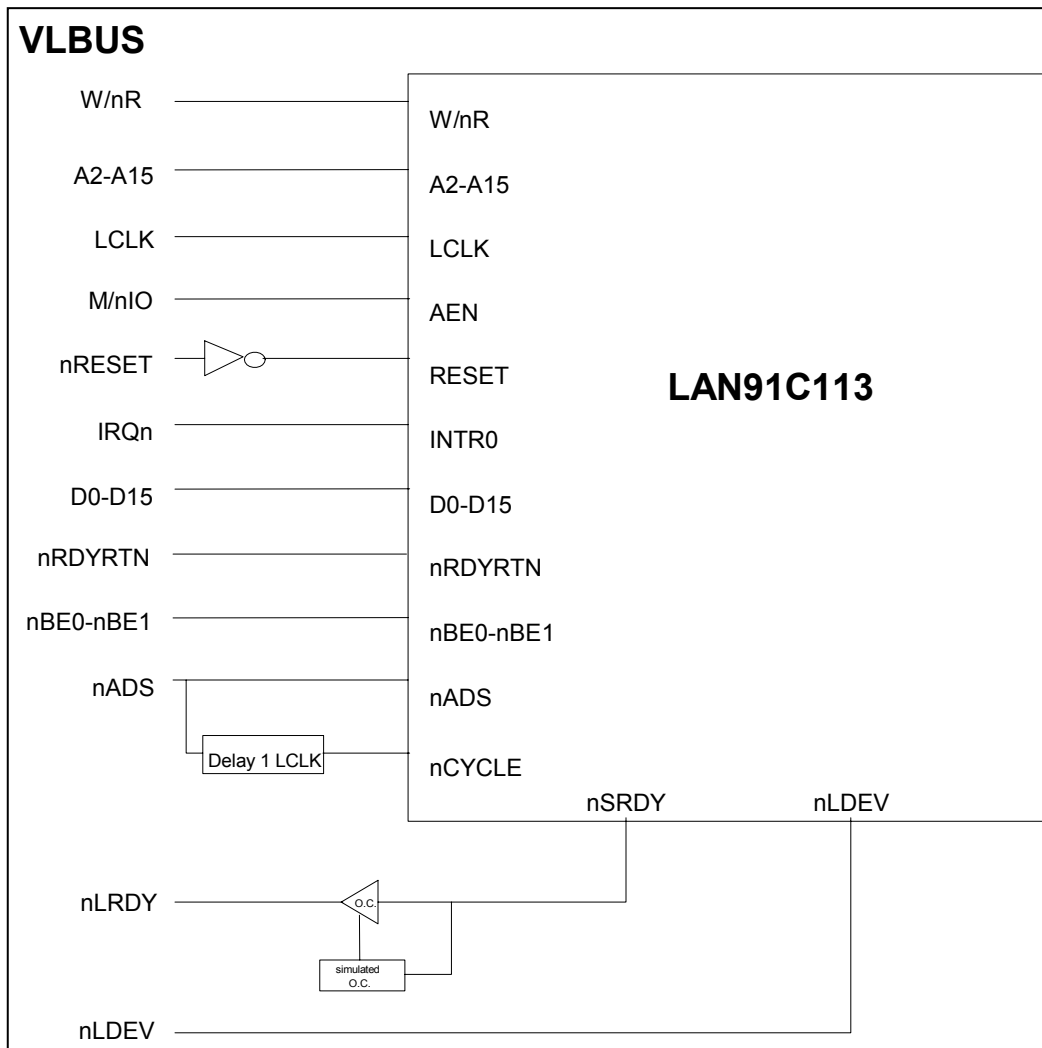 VLBUS
W/nR
W/nR
A2-A15
A2-A15
LCLK
LCLK
M/nIO
AEN
nRESET
RESET
LAN91C113
IRQn
INTR0
D0-D15
D0-D15
nRDYRTN
nRDYRTN
nBE0-nBE1
nBE0-nBE1
nADS
nADS
Delay 1 LCLK
nCYCLE
nSRDY
nLDEV
nLRDY
O.C.
simulated
O.C.
nLDEV